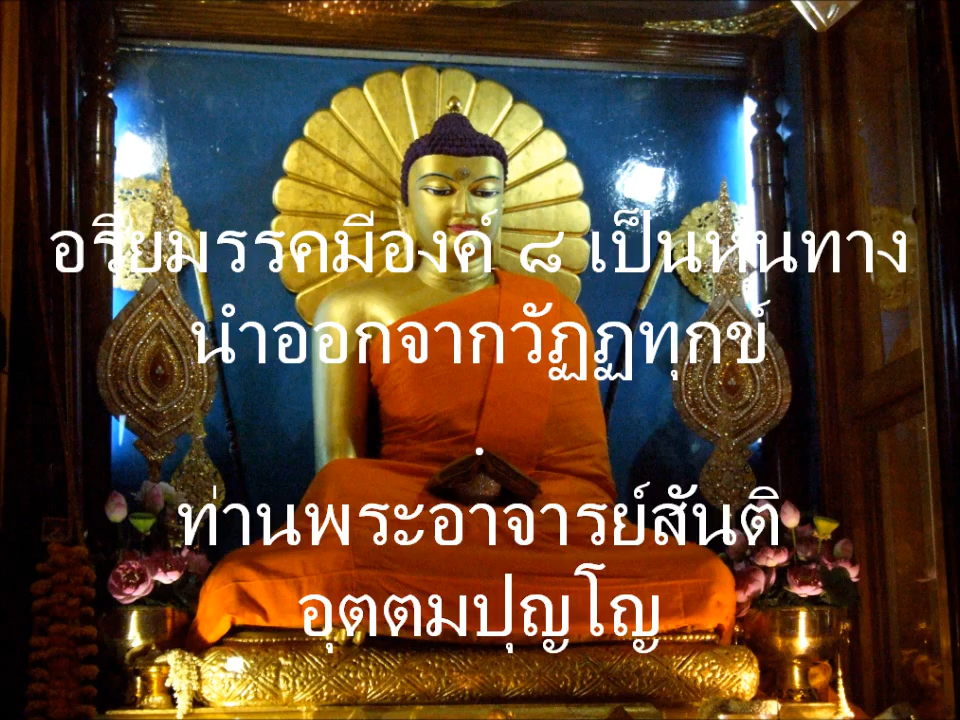 อริยมรรคมีองค์ ๘ เป็นหนทาง
นำออกจากวัฏฏทุกข์
.
ท่านพระอาจารย์สันติ
อุตตมปุญโญ